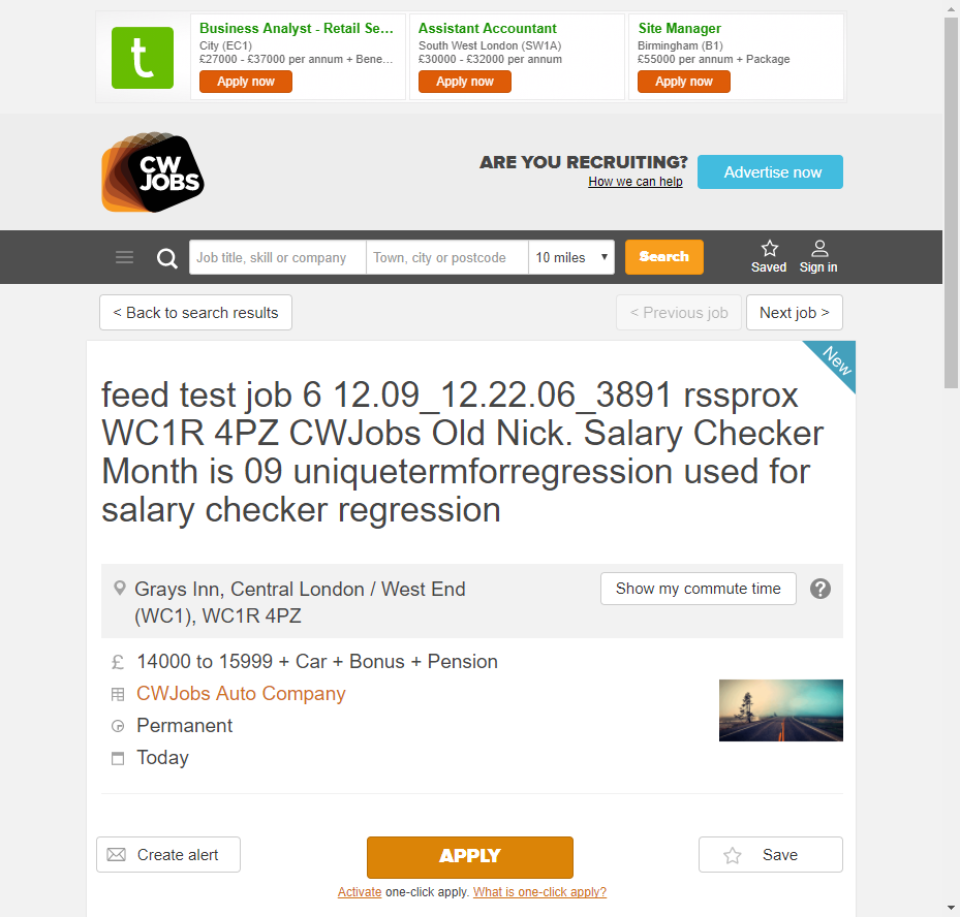 t
Business Analyst - Retail Se...
City (EC1)
£27000 - £37000 per annum + Bene...
Apply now
Assistant Accountant
South West London (SW1A)
£30000 - £32000 per annum
Apply now
Site Manager
Birmingham (B1)
£55000 per annum + Package
Apply now
CW
JOBS
ARE YOU RECRUITING?
How we can help
Advertise now
Job title, skill or company
Town, city or postcode
10 miles
Search
Saved
Sign in
< Back to search results
< Previous job
Next job >
New
feed test job 6 12.09_12.22.06_3891 rssprox
WC1R 4PZ CWJobs Old Nick. Salary Checker
Month is 09 uniquetermforregression used for
salary checker regression
Grays Inn, Central London / West End
(WC1), WC1R 4PZ
Show my commute time
?
£ 14000 to 15999 + Car + Bonus + Pension
CWJobs Auto Company
Permanent
Today
Create alert
APPLY
Save
Activate one-click apply. What is one-click apply?